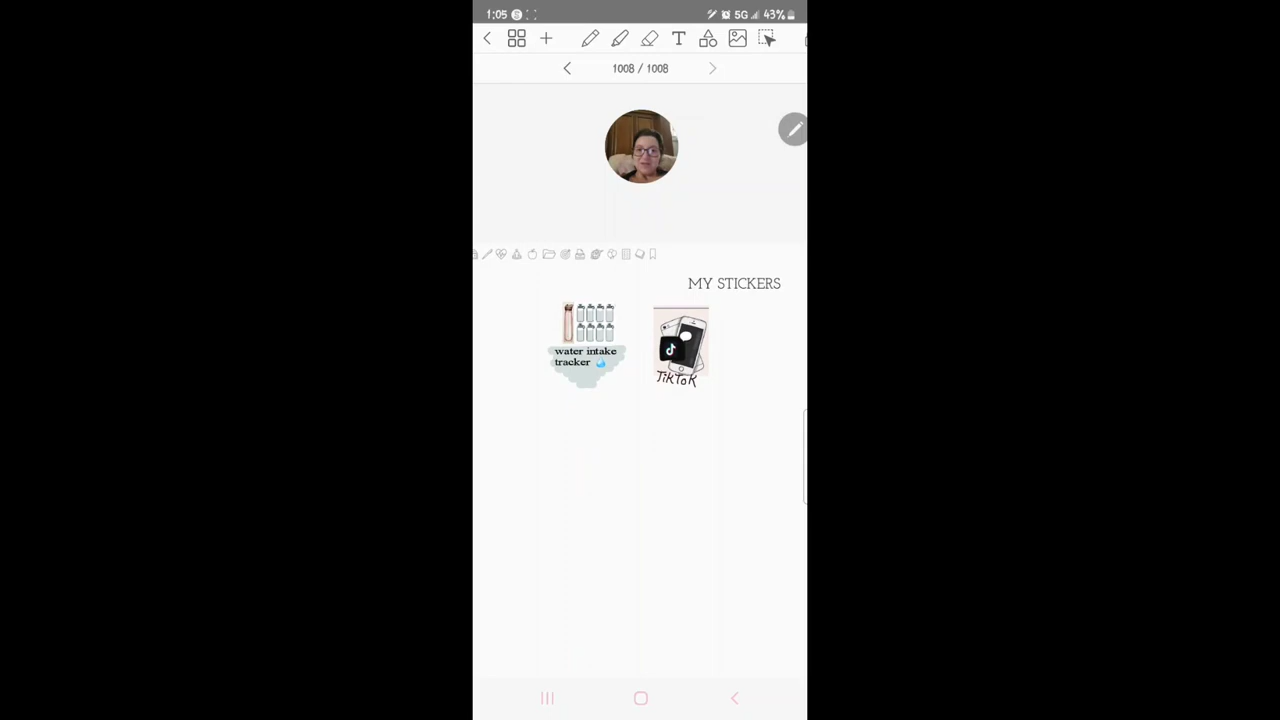 1:05
5G
43%
T
1008 / 1008
MY STICKERS
water intake
tracker
TikToK